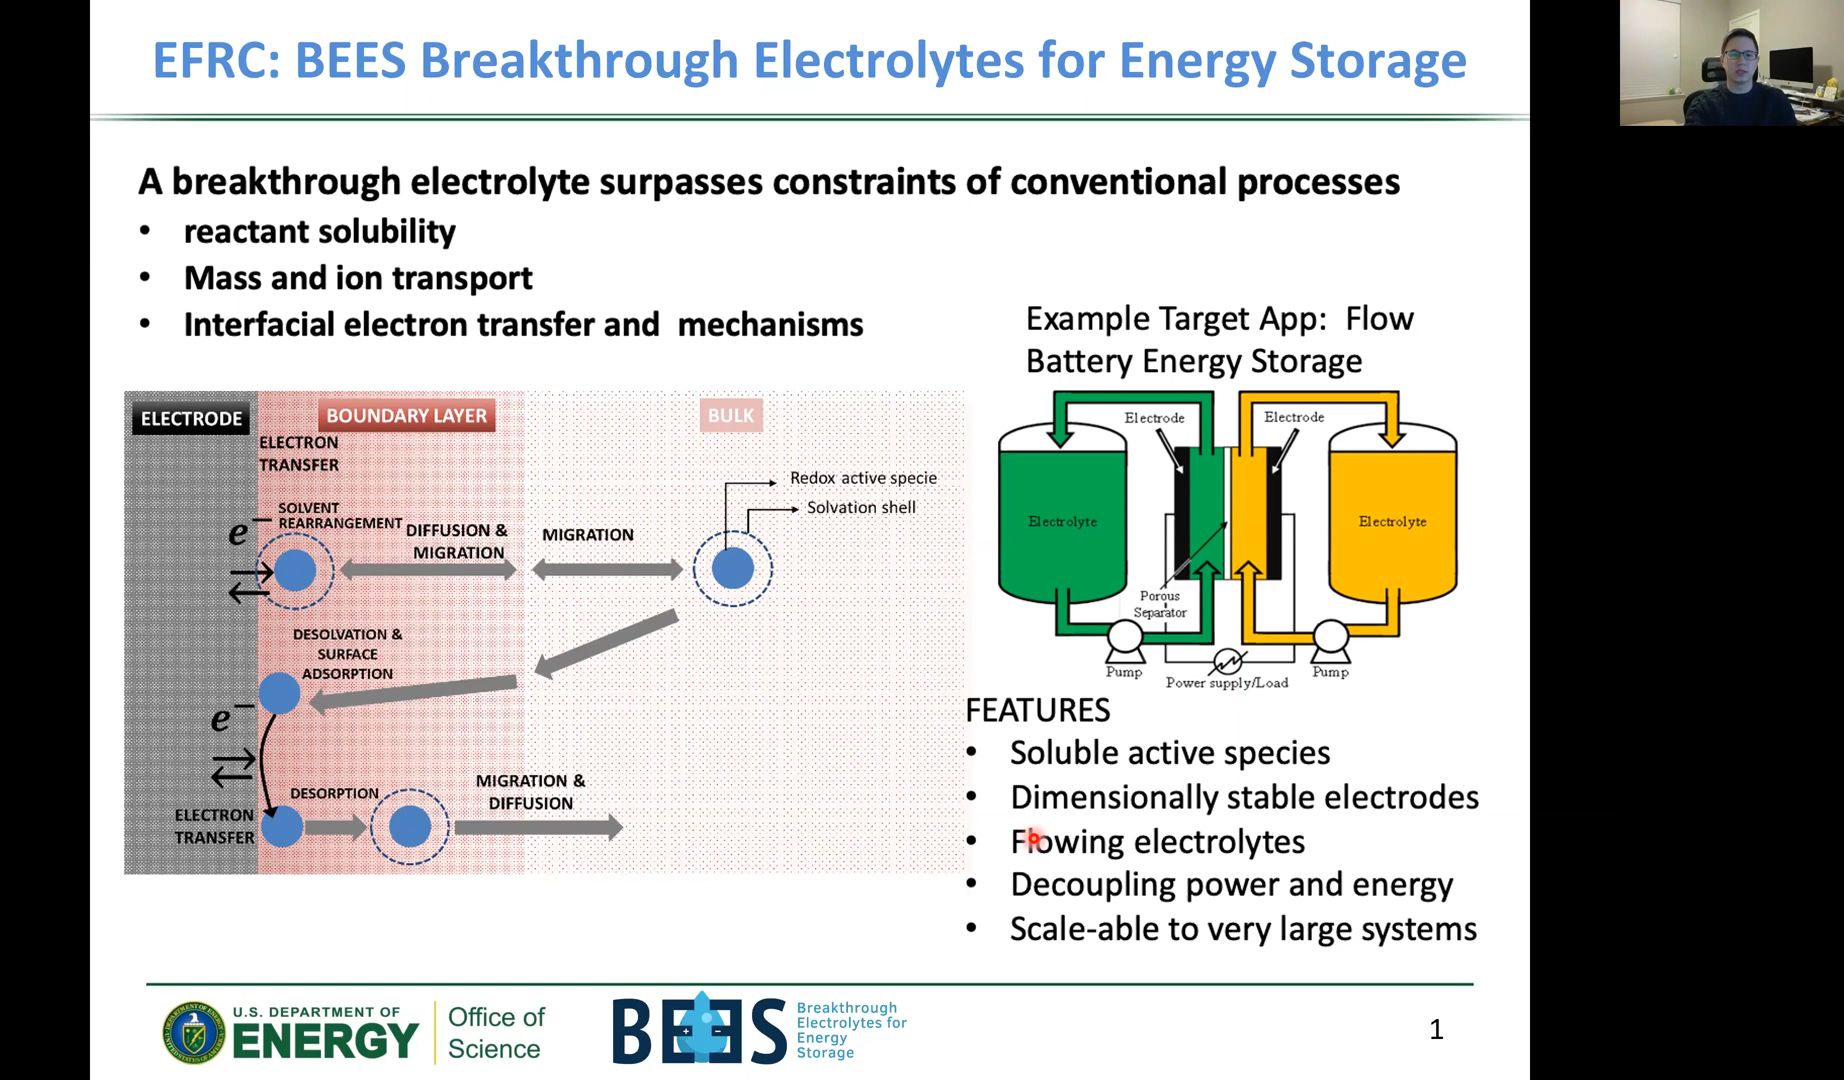 EFRC: BEES Breakthrough Electrolytes for Energy Storage
A breakthrough electrolyte surpasses constraints of conventional processes
• reactant solubility
• Mass and ion transport
• Interfacial electron transfer and mechanisms
ELECTRODE
BOUNDARY LAYER
BULK
ELECTRON
TRANSFER
SOLVENT
REARRANGEMENT
e⁻
DIFFUSION &
MIGRATION
MIGRATION
Redox active specie
Solvation shell
DESOLVATION &
SURFACE
ADSORPTION
e⁻
ELECTRON
TRANSFER
DESORPTION
MIGRATION &
DIFFUSION
Example Target App: Flow
Battery Energy Storage
Electrode
Electrode
Electrolyte
Electrolyte
Porous
Separator
Pump
Pump
Power supply/Load
FEATURES
• Soluble active species
• Dimensionally stable electrodes
• Flowing electrolytes
• Decoupling power and energy
• Scale-able to very large systems
U.S. DEPARTMENT OF
ENERGY
Office of
Science
BEES
Breakthrough
Electrolytes for
Energy
Storage
1